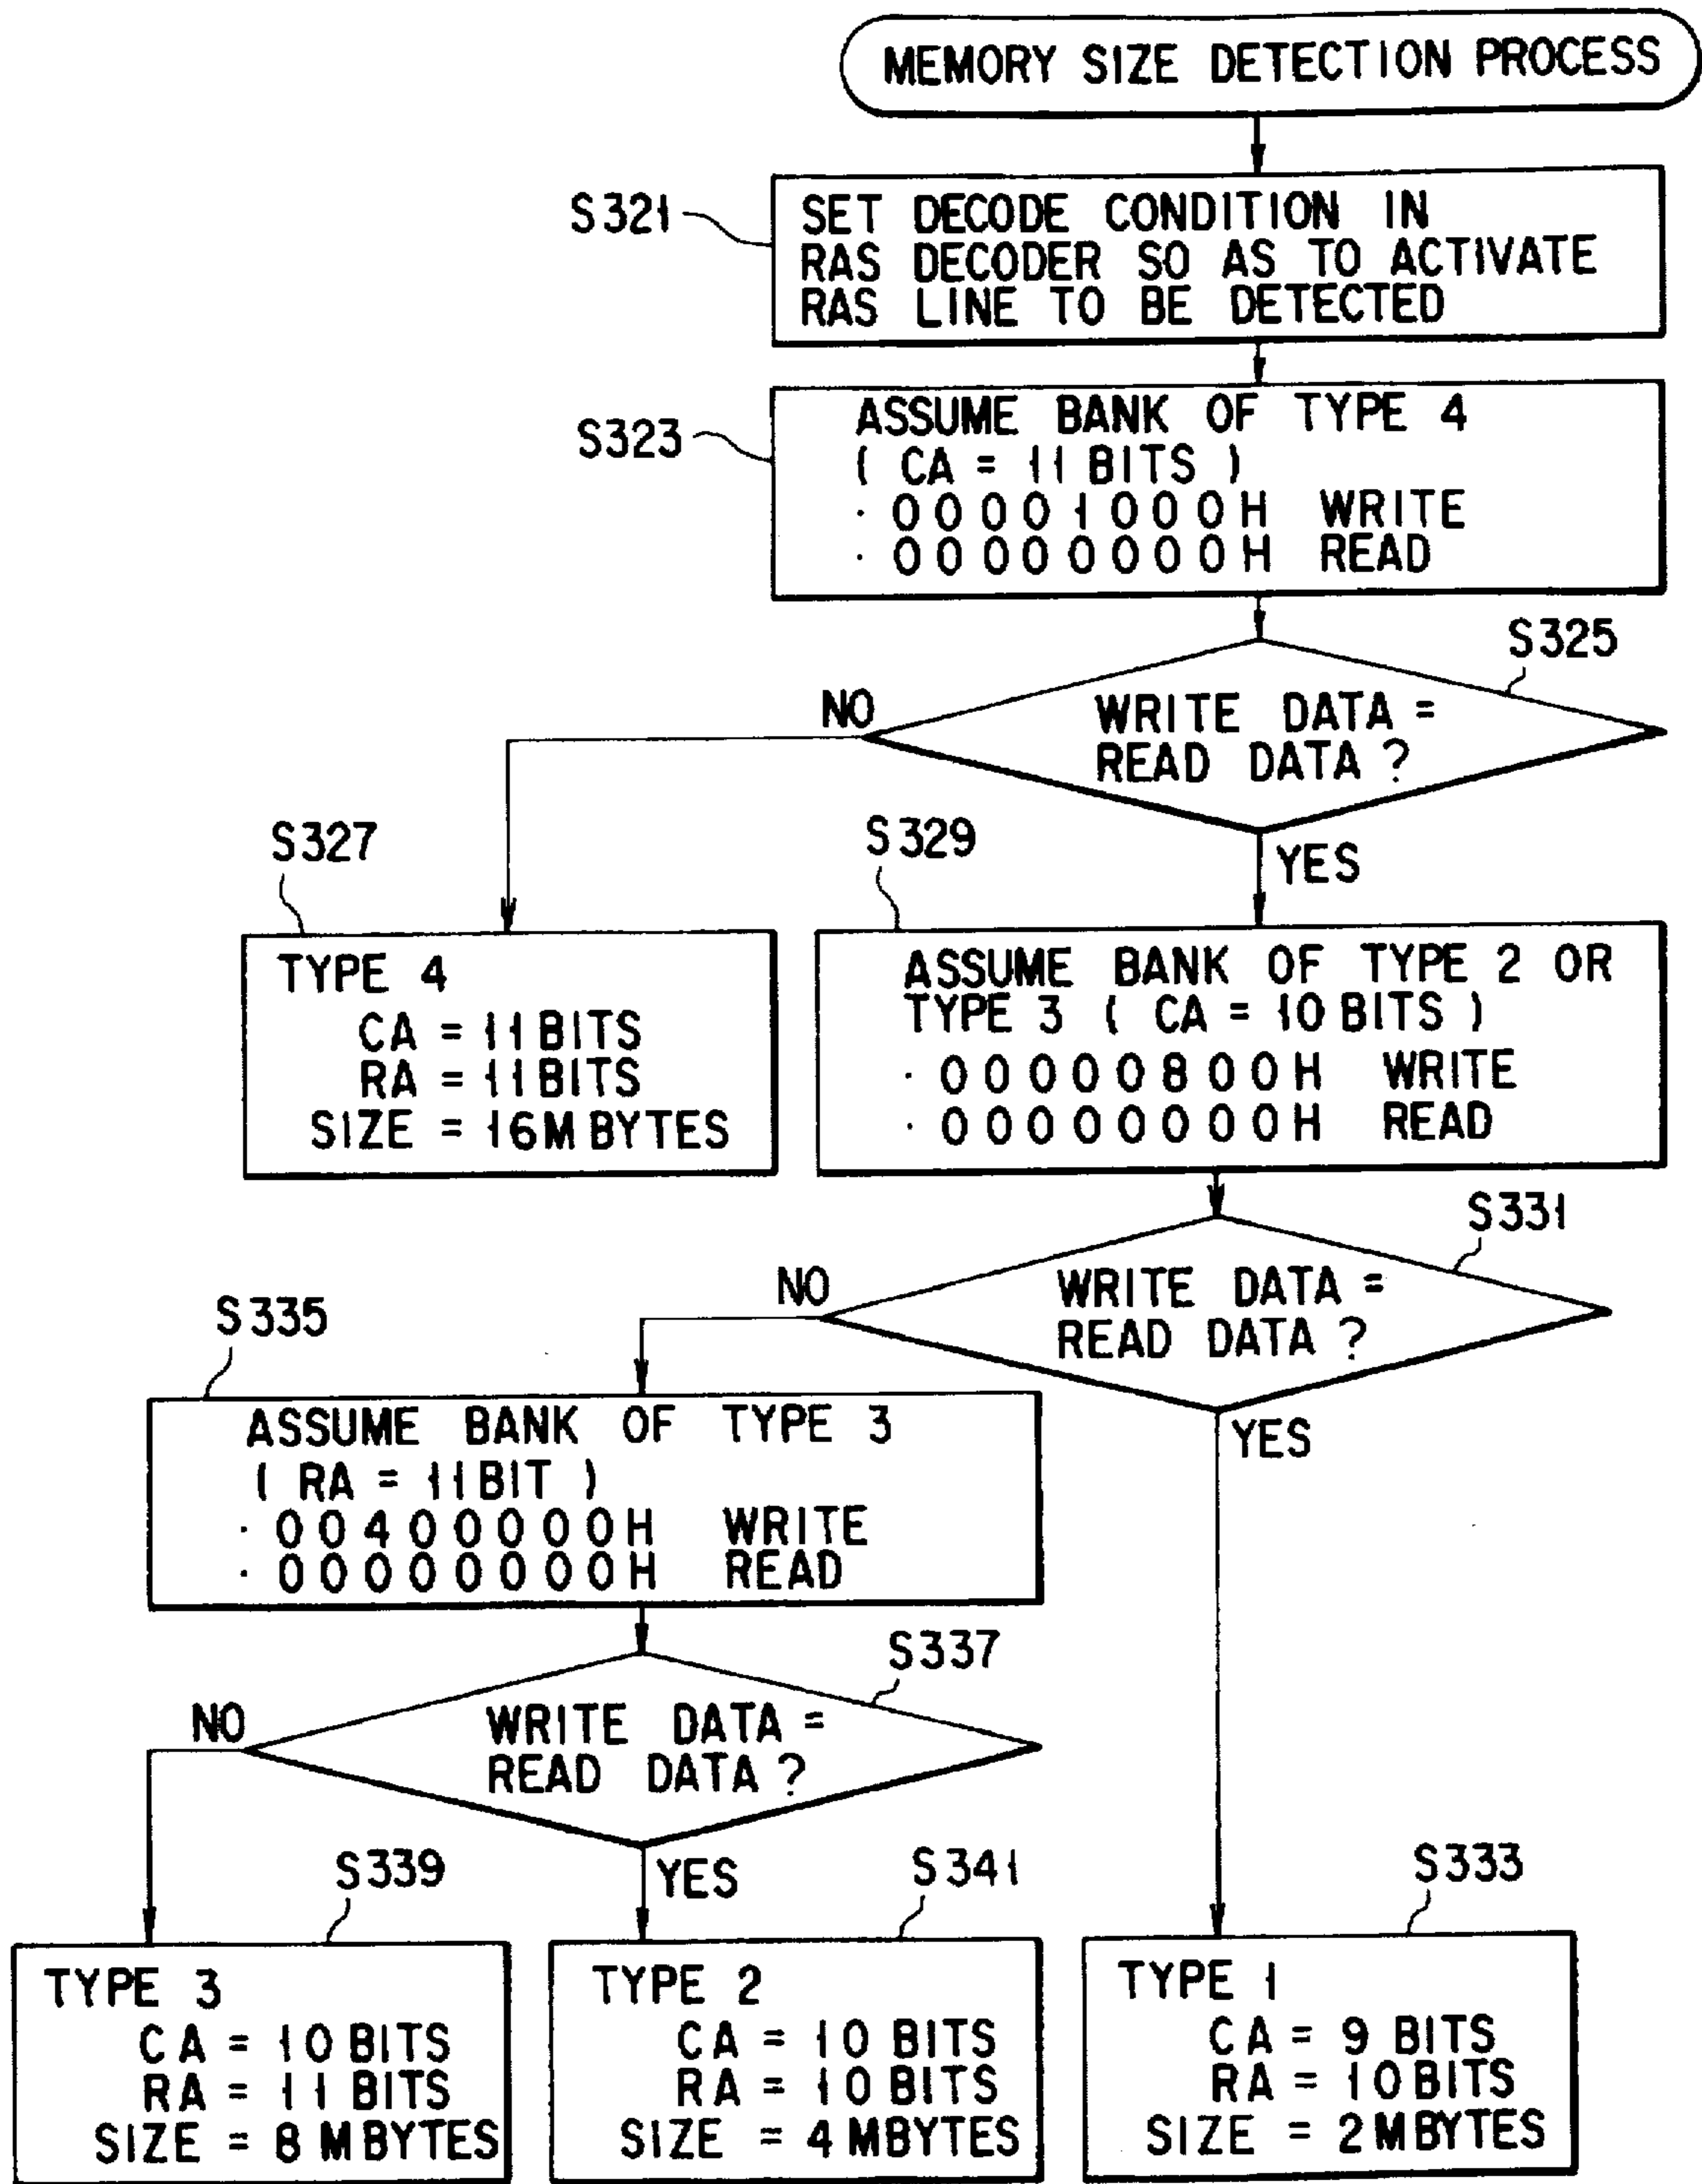 MEMORY SIZE DETECTION PROCESS
S321
SET DECODE CONDITION IN
RAS DECODER SO AS TO ACTIVATE
RAS LINE TO BE DETECTED
S323
ASSUME BANK OF TYPE 4
( CA = 11 BITS )
· 00001000H WRITE
· 00000000H READ
S325
NO
WRITE DATA =
READ DATA ?
YES
S327
TYPE 4
CA = 11 BITS
RA = 11 BITS
SIZE = 16 M BYTES
S329
ASSUME BANK OF TYPE 2 OR
TYPE 3 ( CA = 10 BITS )
· 00000800H WRITE
· 00000000H READ
S331
NO
WRITE DATA =
READ DATA ?
YES
S335
ASSUME BANK OF TYPE 3
( RA = 11 BIT )
· 00400000H WRITE
· 00000000H READ
S337
NO
WRITE DATA =
READ DATA ?
YES
S339
TYPE 3
CA = 10 BITS
RA = 11 BITS
SIZE = 8 M BYTES
S341
TYPE 2
CA = 10 BITS
RA = 10 BITS
SIZE = 4 M BYTES
S333
TYPE 1
CA = 9 BITS
RA = 10 BITS
SIZE = 2 M BYTES